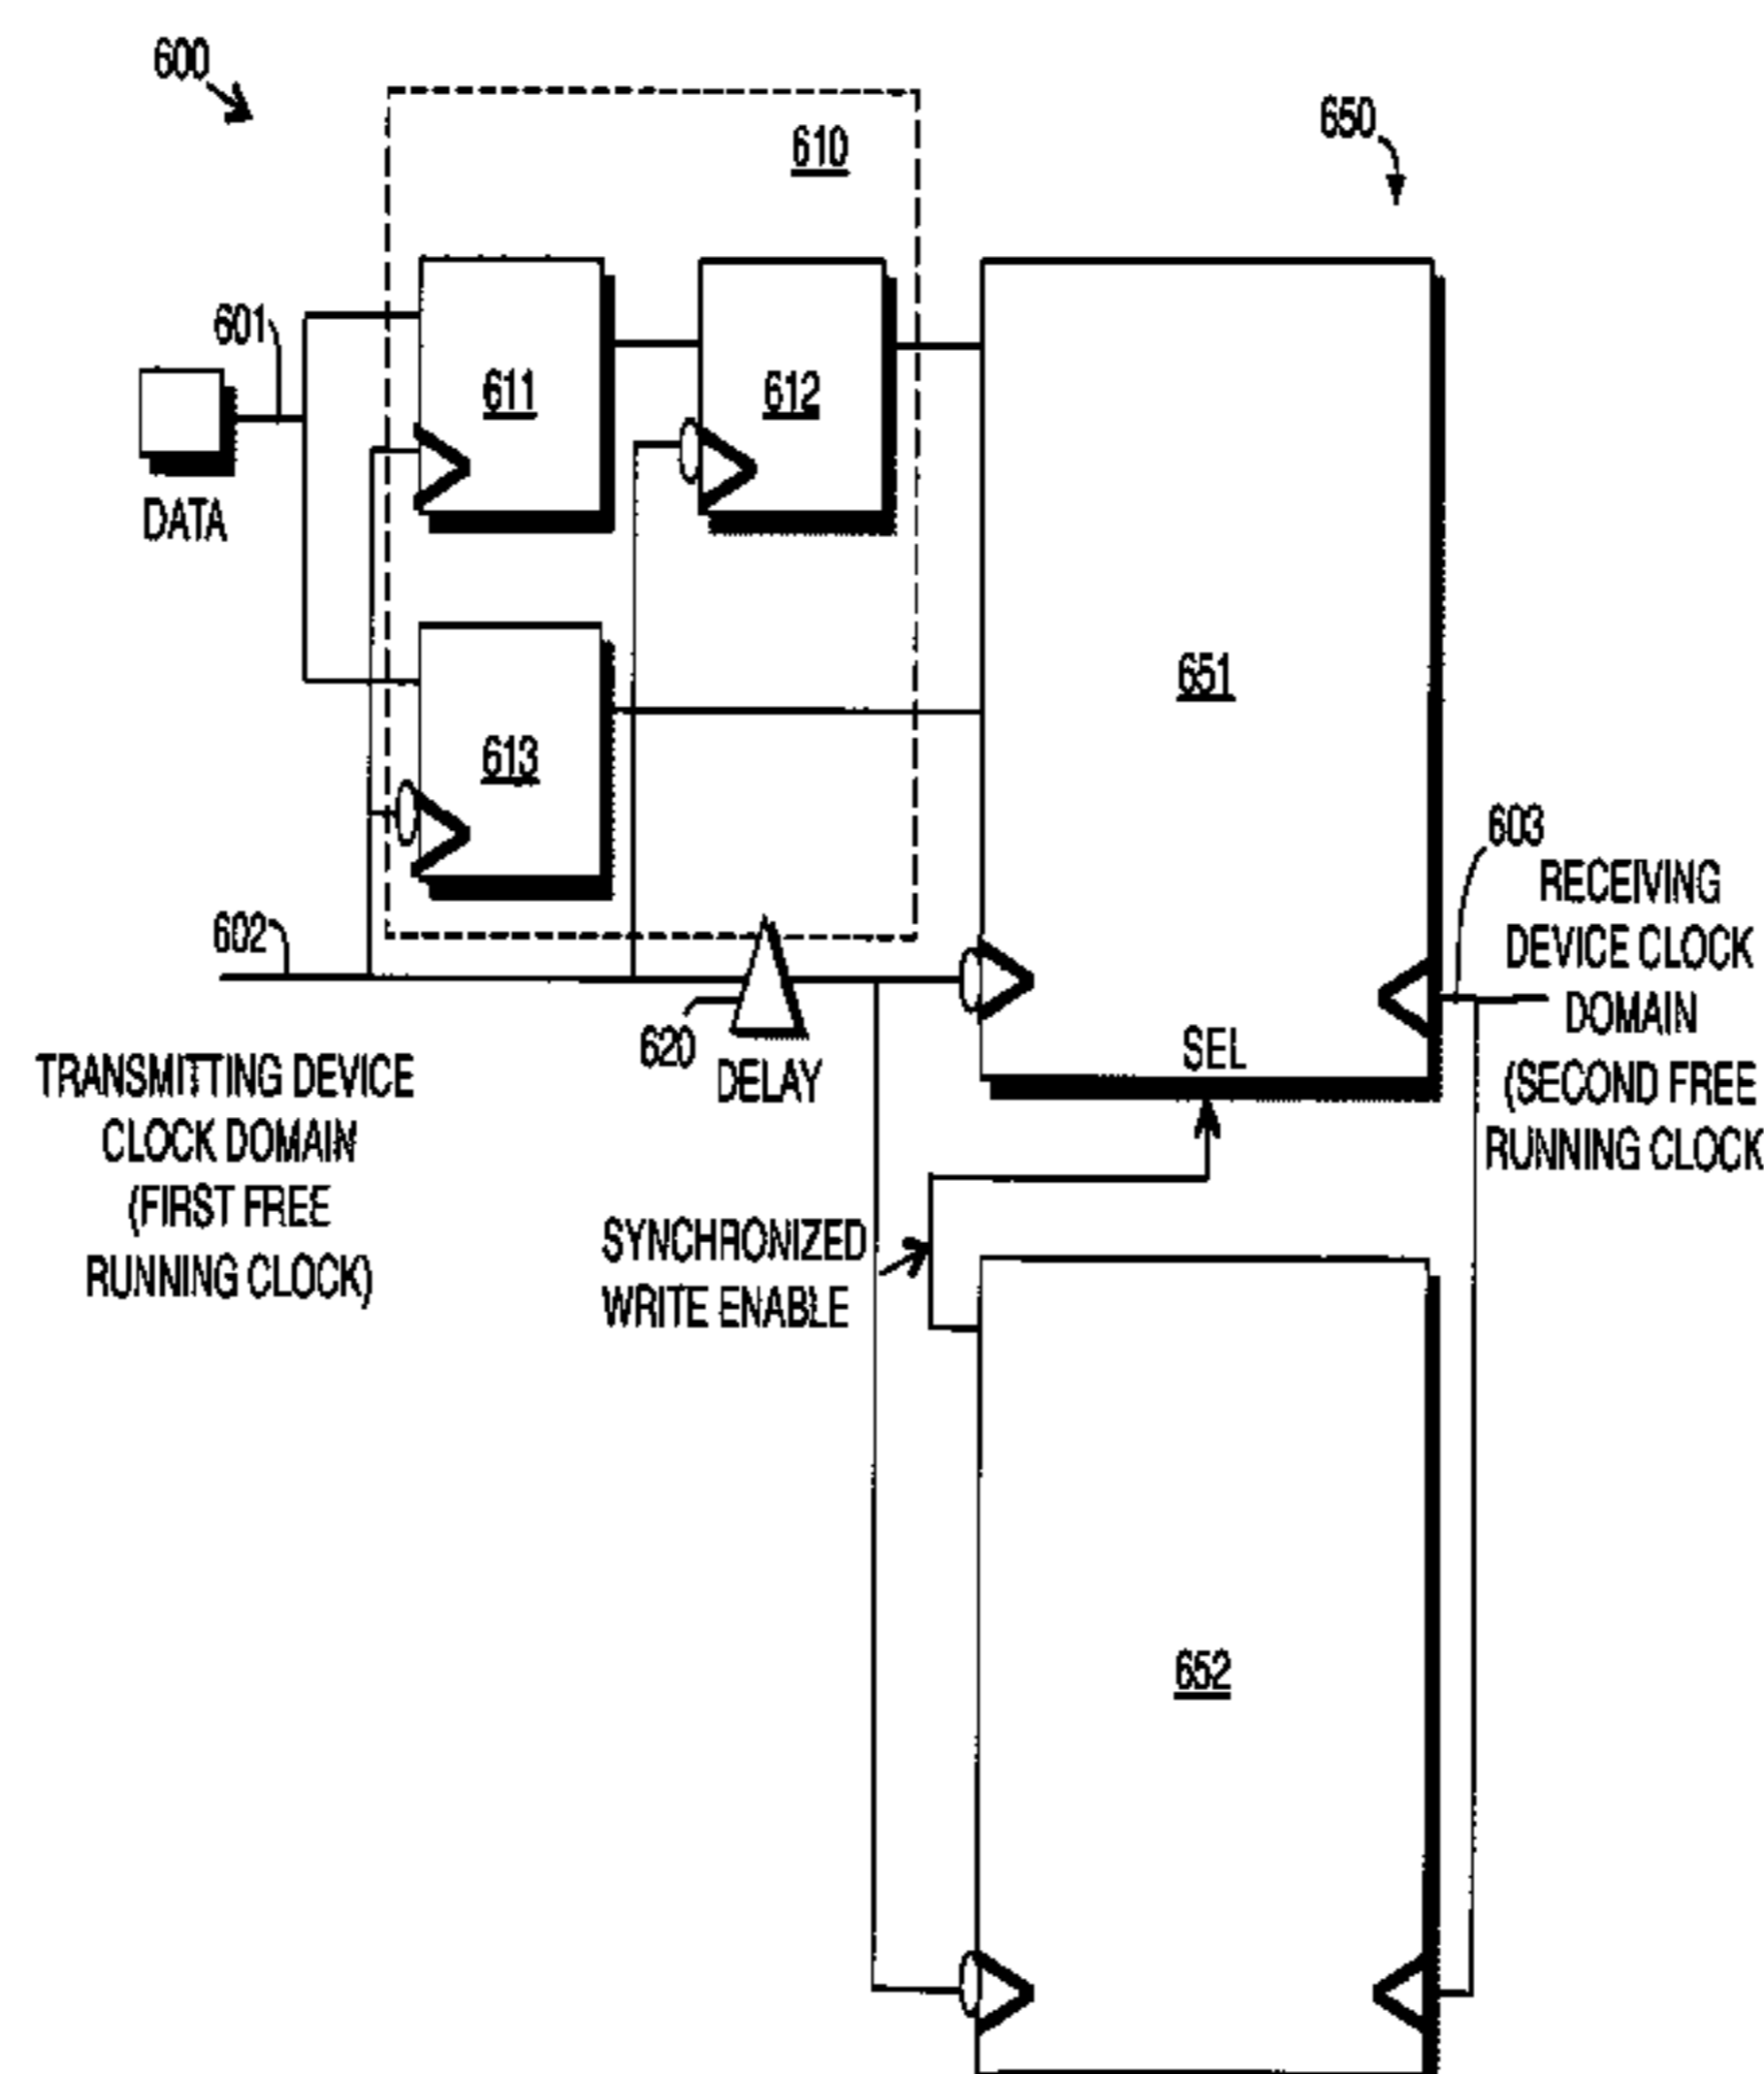 600
610
650
601
611
612
DATA
651
613
603
RECEIVING
DEVICE CLOCK
DOMAIN
(SECOND FREE
RUNNING CLOCK
602
620
DELAY
SEL
TRANSMITTING DEVICE
CLOCK DOMAIN
(FIRST FREE
RUNNING CLOCK)
SYNCHRONIZED
WRITE ENABLE
652